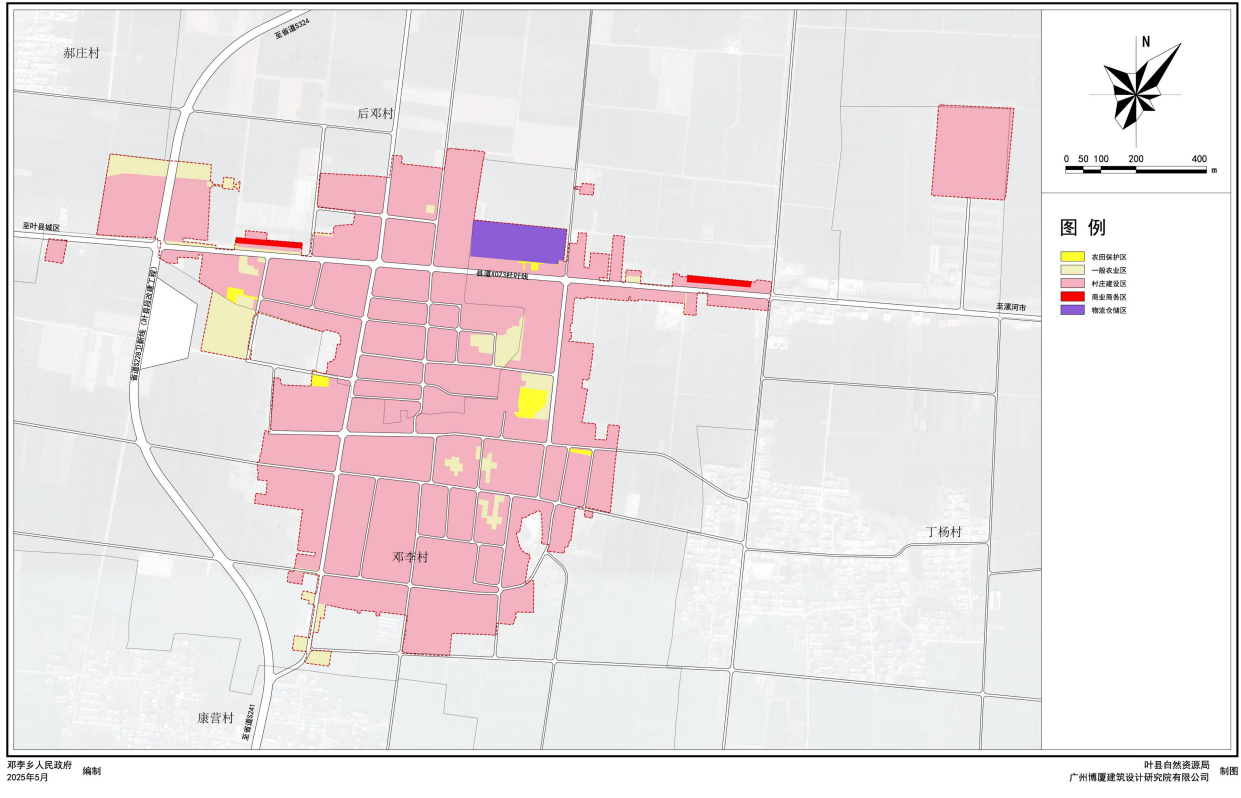 至省道S324
郝庄村
后邓村
N
0 50 100 200 400
m
至叶县城区
图 例
农田保护区
一般农业区
村庄建设区
商业商务区
物流仓储区
县道X023社叶线
至漯河市
省道S228卫新线（叶县段改建工程）
丁杨村
邓李村
康营村
至省道S241
邓李乡人民政府
2025年5月
编制
叶县自然资源局
广州博厦建筑设计研究院有限公司
制图